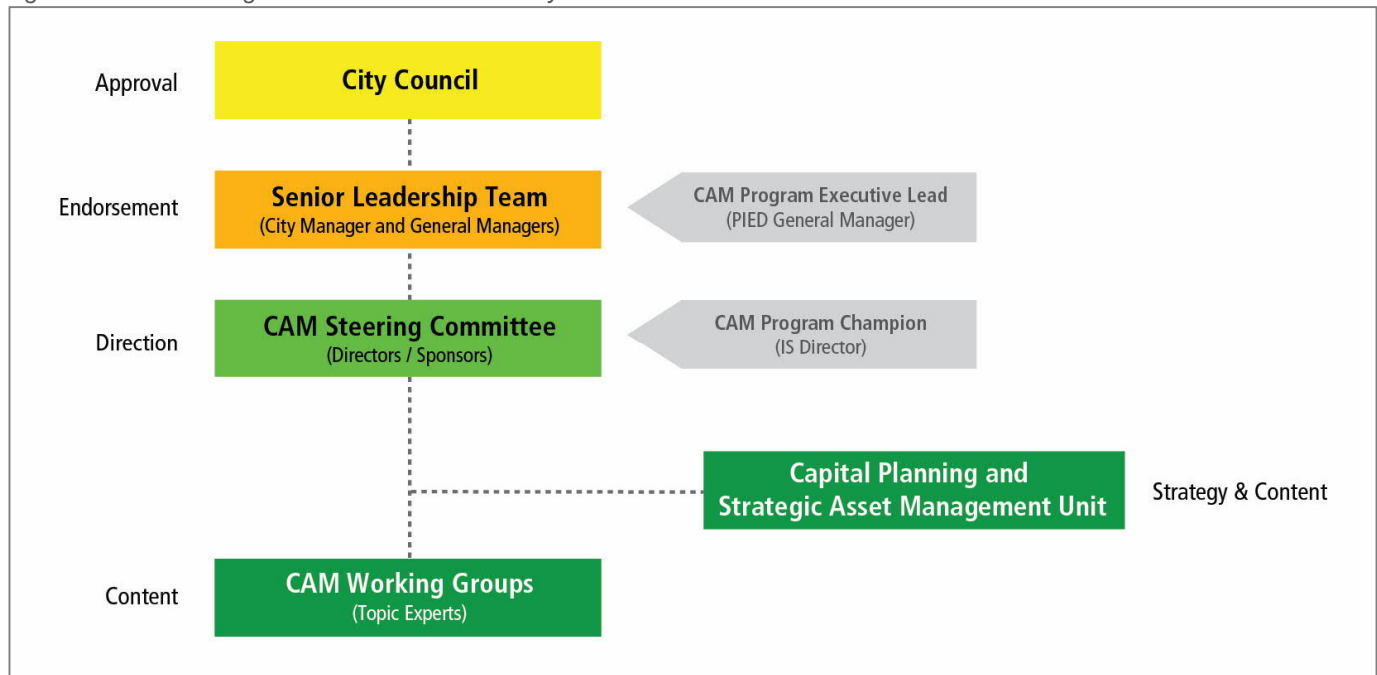 Approval
City Council
Endorsement
Senior Leadership Team
(City Manager and General Managers)
CAM Program Executive Lead
(PIED General Manager)
Direction
CAM Steering Committee
(Directors / Sponsors)
CAM Program Champion
(IS Director)
Capital Planning and
Strategic Asset Management Unit
Strategy & Content
Content
CAM Working Groups
(Topic Experts)